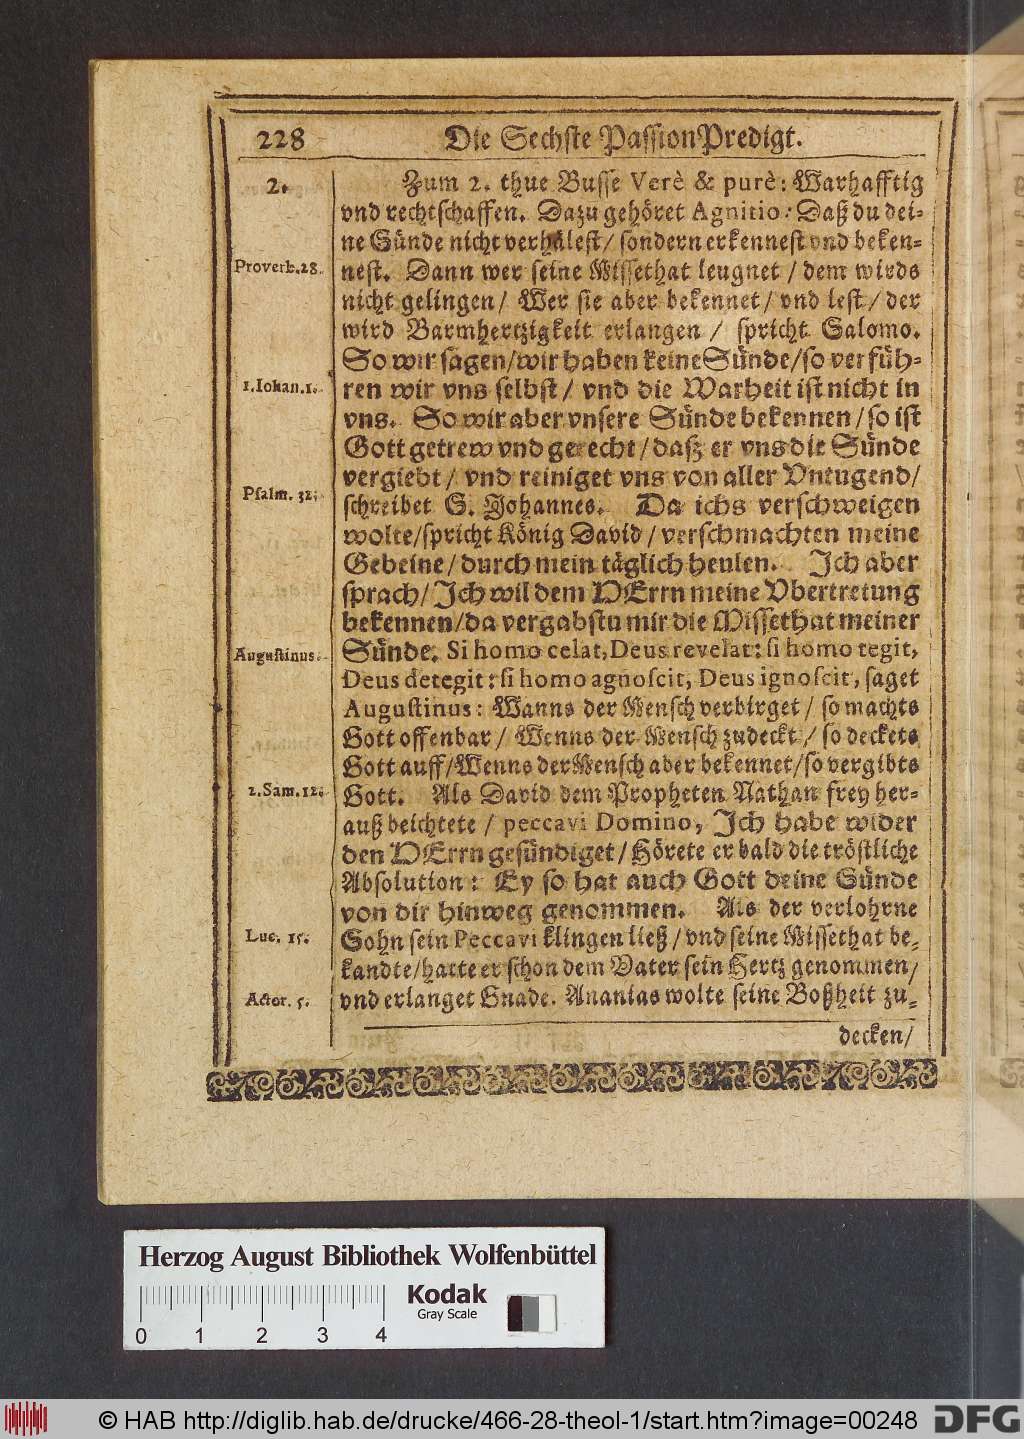 228 Die Sechste PassionPredigt.
2.
Zum 2. thue Busse Verè & purè: Warhafftig
vnd rechtschaffen. Dazu gehöret Agnitio: Daß du dei-
ne Sünde nicht verhälest/ sondern erkennest vnd beken-
Proverb. 28.
nest. Dann wer seine Missethat leugnet / dem wirds
nicht gelingen/ Wer sie aber bekennet/ vnd lest/ der
wird Barmhertzigkeit erlangen / spricht Salomo.
So wir sagen/wir haben keine Sünde/so verfüh-
1. Iohan. 1.
ren wir vns selbst/ vnd die Warheit ist nicht in
vns. So wir aber vnsere Sünde bekennen/so ist
Gott getrew vnd gerecht/daß er vns die Sünde
vergiebt/ vnd reiniget vns von aller Vntugend/
Psalm. 32.
schreibet S. Johannes. Da ichs verschweigen
wolte/spricht König David/ verschmachten meine
Gebeine/durch mein täglich heulen. Ich aber
sprach/Ich wil dem HErrn meine Vbertretung
bekennen/da vergabstu mir die Missethat meiner
Augustinus.
Sünde. Si homo celat, Deus revelat: si homo tegit,
Deus detegit: si homo agnoscit, Deus ignoscit, saget
Augustinus: Wanns der Mensch verbirget / so machts
Gott offenbar/ Wenns der Mensch zudeckt / so deckets
Gott auff/Wenns der Mensch aber bekennet/so vergibts
2. Sam. 12.
Gott. Als David dem Propheten Nathan frey her-
auß beichtete / peccavi Domino, Ich habe wider
den HErrn gesündiget/Hörete er bald die tröstliche
Absolution: Ey so hat auch Gott deine Sünde
von dir hinweg genommen. Als der verlohrne
Luc. 15.
Sohn sein Peccavi klingen ließ/vnd seine Missethat be-
kandte/hatte er schon dem Vater sein Hertz genommen/
Actor. 5.
vnd erlanget Gnade. Ananias wolte seine Boßheit zu-
decken/
Herzog August Bibliothek Wolfenbüttel
0 1 2 3 4
Kodak
Gray Scale
© HAB http://diglib.hab.de/drucke/466-28-theol-1/start.htm?image=00248
DFG